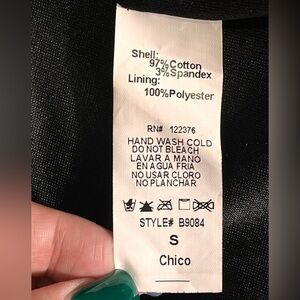 Shell:
97%Cotton
3%Spandex
Lining:
100%Polyester
RN# 122376
HAND WASH COLD
DO NOT BLEACH
LAVAR A MANO
EN AGUA FRIA
NO USAR CLORO
NO PLANCHAR
STYLE# B9084
S
Chico